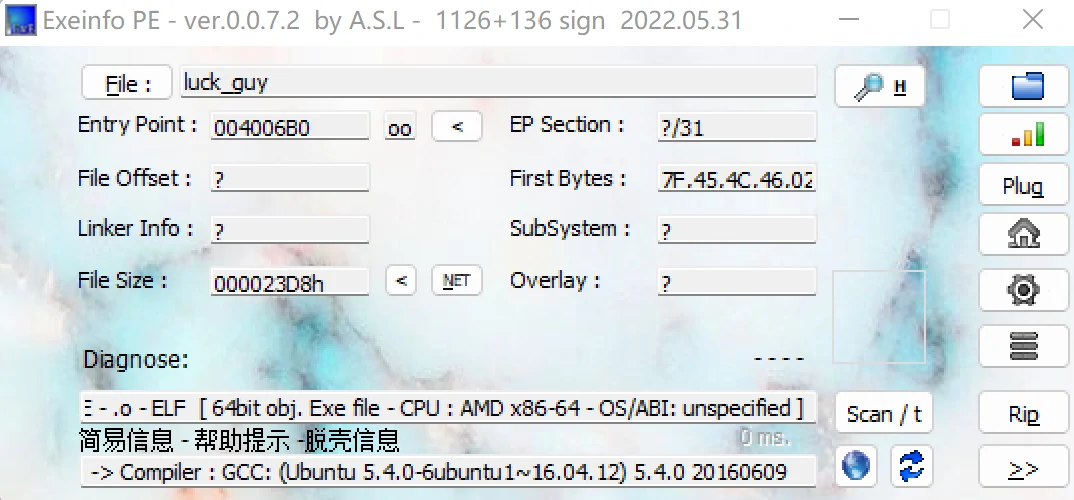 Exeinfo PE - ver.0.0.7.2 by A.S.L - 1126+136 sign 2022.05.31
File : luck_guy H
Entry Point : 004006B0 oo < EP Section : ?/31
File Offset : ? First Bytes : 7F.45.4C.46.02 Plug
Linker Info : ? SubSystem : ?
File Size : 000023D8h < NET Overlay : ?
Diagnose: ----
- .o - ELF [ 64bit obj. Exe file - CPU : AMD x86-64 - OS/ABI: unspecified ] Scan / t Rip
简易信息 - 帮助提示 -脱壳信息 0 ms.
-> Compiler : GCC: (Ubuntu 5.4.0-6ubuntu1~16.04.12) 5.4.0 20160609 >>